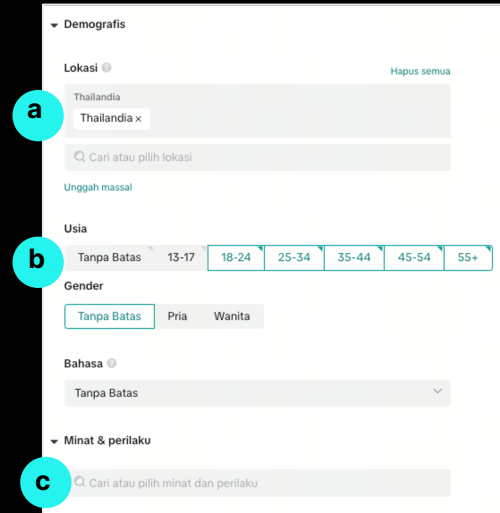 Demografis
Lokasi
Hapus semua
a
Thailandia
Thailandia ×
Cari atau pilih lokasi
Unggah massal
Usia
b
Tanpa Batas 13-17 18-24 25-34 35-44 45-54 55+
Gender
Tanpa Batas Pria Wanita
Bahasa
Tanpa Batas
Minat & perilaku
c
Cari atau pilih minat dan perilaku